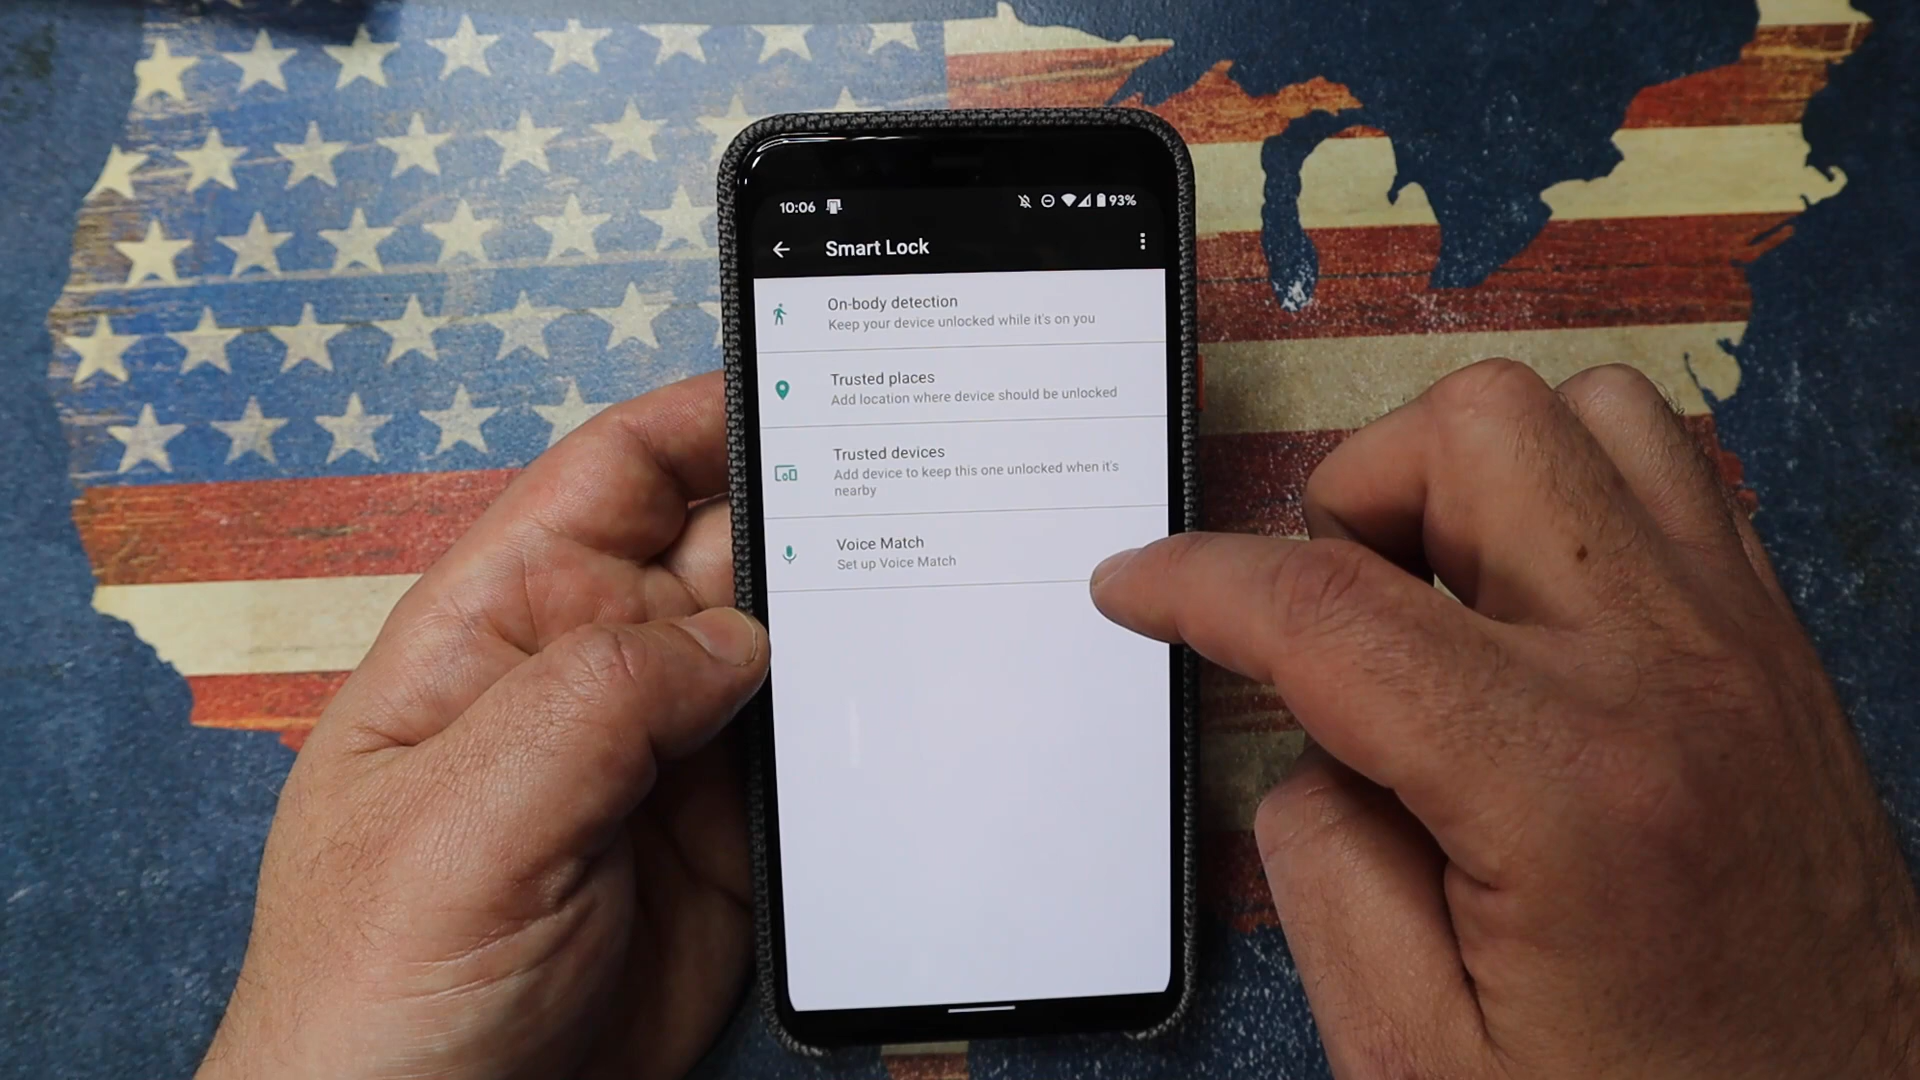 10:06 93%
Smart Lock
On-body detection
Keep your device unlocked while it's on you
Trusted places
Add location where device should be unlocked
Trusted devices
Add device to keep this one unlocked when it's
nearby
Voice Match
Set up Voice Match